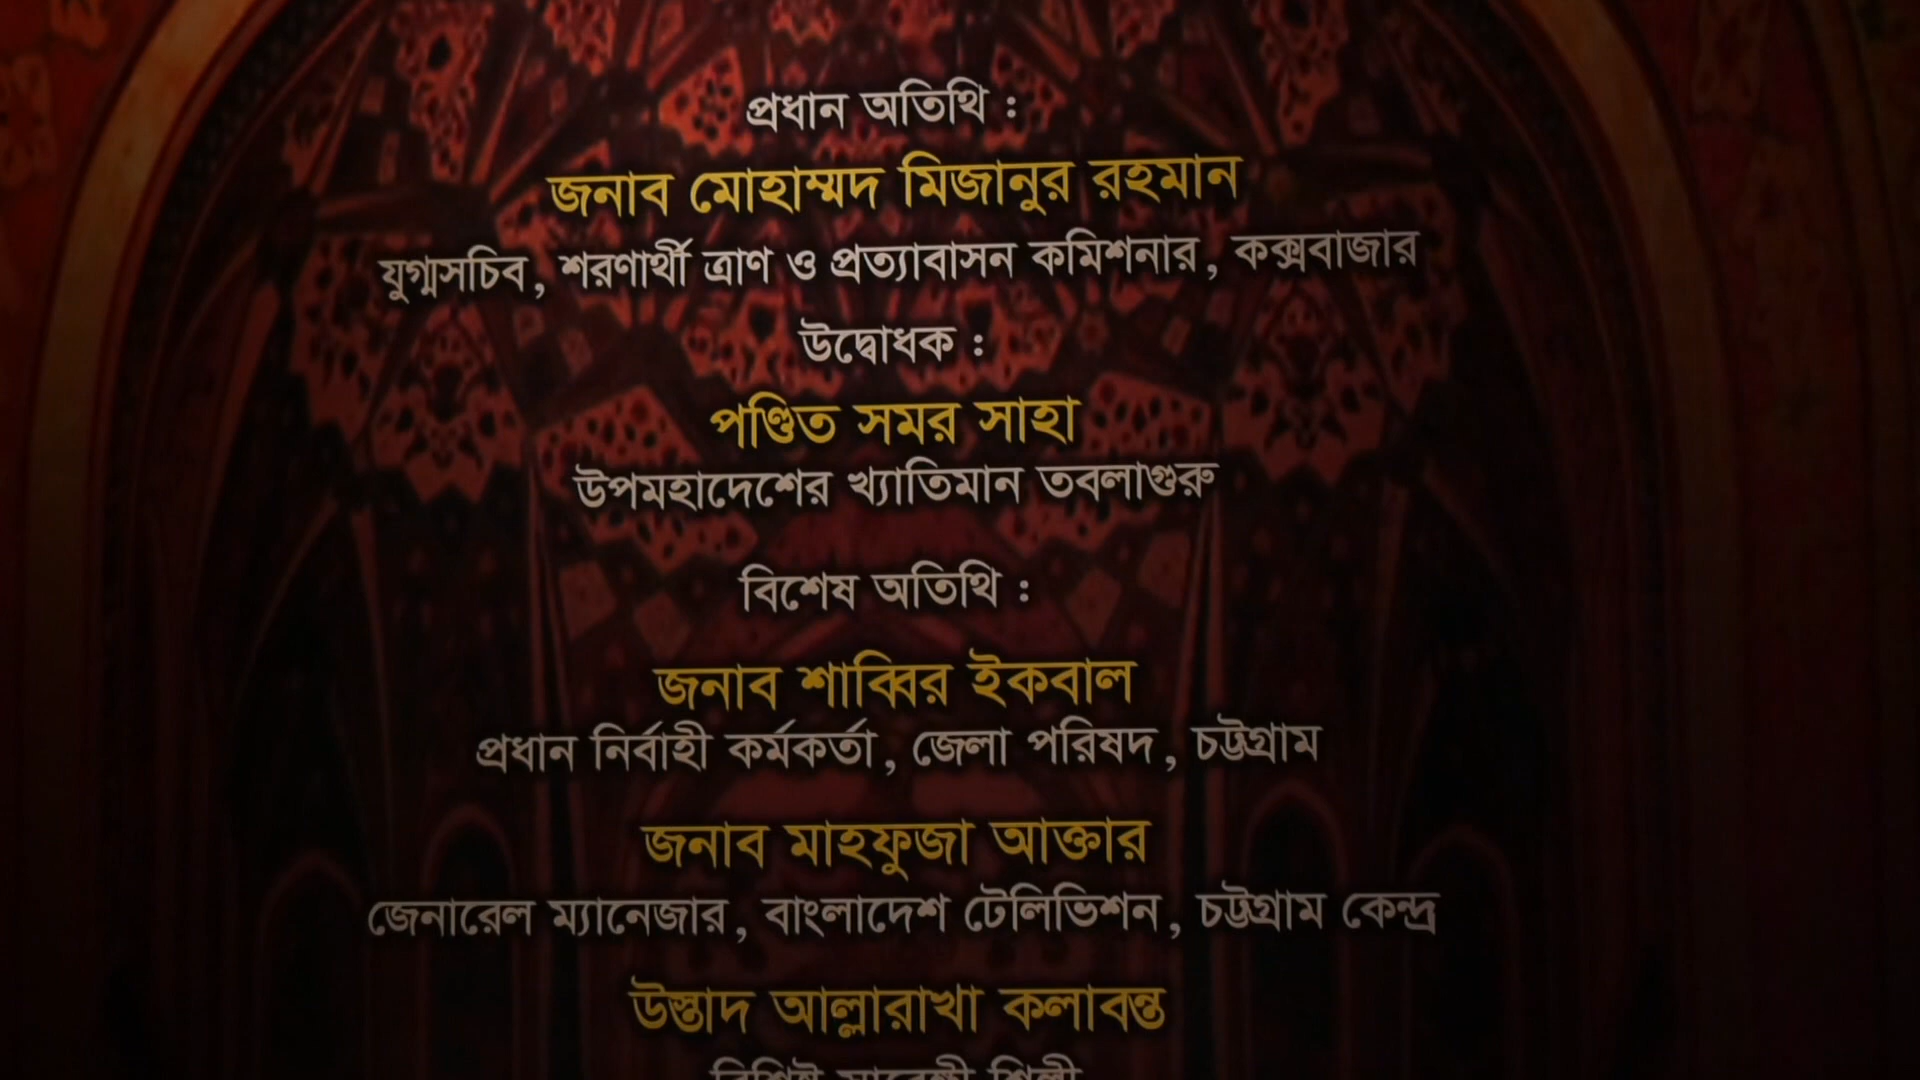 প্রধান অতিথি :
জনাব মোহাম্মদ মিজানুর রহমান
যুগ্মসচিব, শরণার্থী ত্রাণ ও প্রত্যাবাসন কমিশনার, কক্সবাজার
উদ্বোধক :
পণ্ডিত সমর সাহা
উপমহাদেশের খ্যাতিমান তবলাগুরু
বিশেষ অতিথি :
জনাব শাব্বির ইকবাল
প্রধান নির্বাহী কর্মকর্তা, জেলা পরিষদ, চট্টগ্রাম
জনাব মাহফুজা আক্তার
জেনারেল ম্যানেজার, বাংলাদেশ টেলিভিশন, চট্টগ্রাম কেন্দ্র
উস্তাদ আল্লারাখা কলাবন্ত